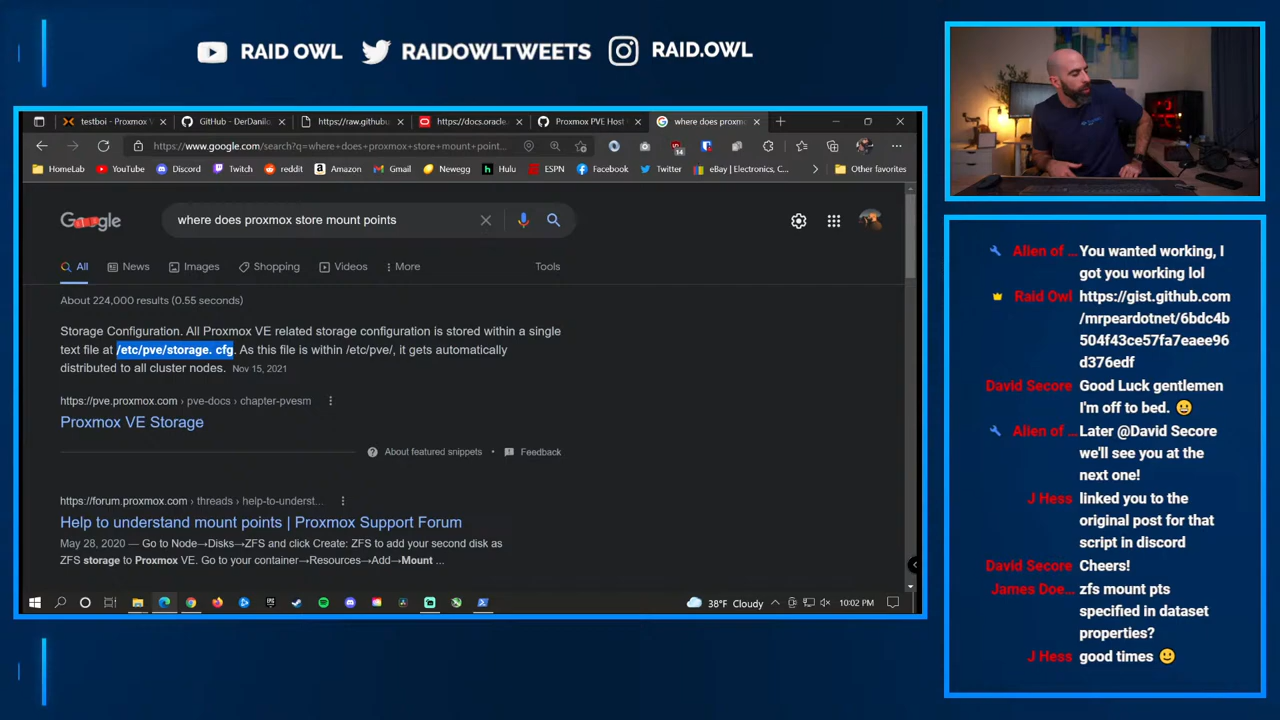 RAID OWL
RAIDOWLTWEETS
RAID.OWL
testboi - Proxmox V
GitHub - DerDanilo
https://raw.githubu
https://docs.oracle
Proxmox PVE Host
where does proxmo
https://www.google.com/search?q=where+does+proxmox+store+mount+point...
14
HomeLab
YouTube
Discord
Twitch
reddit
Amazon
Gmail
Newegg
Hulu
ESPN
Facebook
Twitter
eBay | Electronics, C...
Other favorites
Google
where does proxmox store mount points
All
News
Images
Shopping
Videos
More
Tools
About 224,000 results (0.55 seconds)
Storage Configuration. All Proxmox VE related storage configuration is stored within a single
text file at /etc/pve/storage. cfg. As this file is within /etc/pve/, it gets automatically
distributed to all cluster nodes. Nov 15, 2021
https://pve.proxmox.com › pve-docs › chapter-pvesm
Proxmox VE Storage
About featured snippets • Feedback
https://forum.proxmox.com › threads › help-to-underst...
Help to understand mount points | Proxmox Support Forum
May 28, 2020 — Go to Node→Disks→ZFS and click Create: ZFS to add your second disk as
ZFS storage to Proxmox VE. Go to your container→Resources→Add→Mount ...
38°F Cloudy
10:02 PM
Alien of ... You wanted working, I
got you working lol
Raid Owl https://gist.github.com
/mrpeardotnet/6bdc4b
504f43ce57fa7eaee96
d376edf
David Secore Good Luck gentlemen
I'm off to bed. 😀
Alien of ... Later @David Secore
we'll see you at the
next one!
J Hess linked you to the
original post for that
script in discord
David Secore Cheers!
James Doe... zfs mount pts
specified in dataset
properties?
J Hess good times 🙂